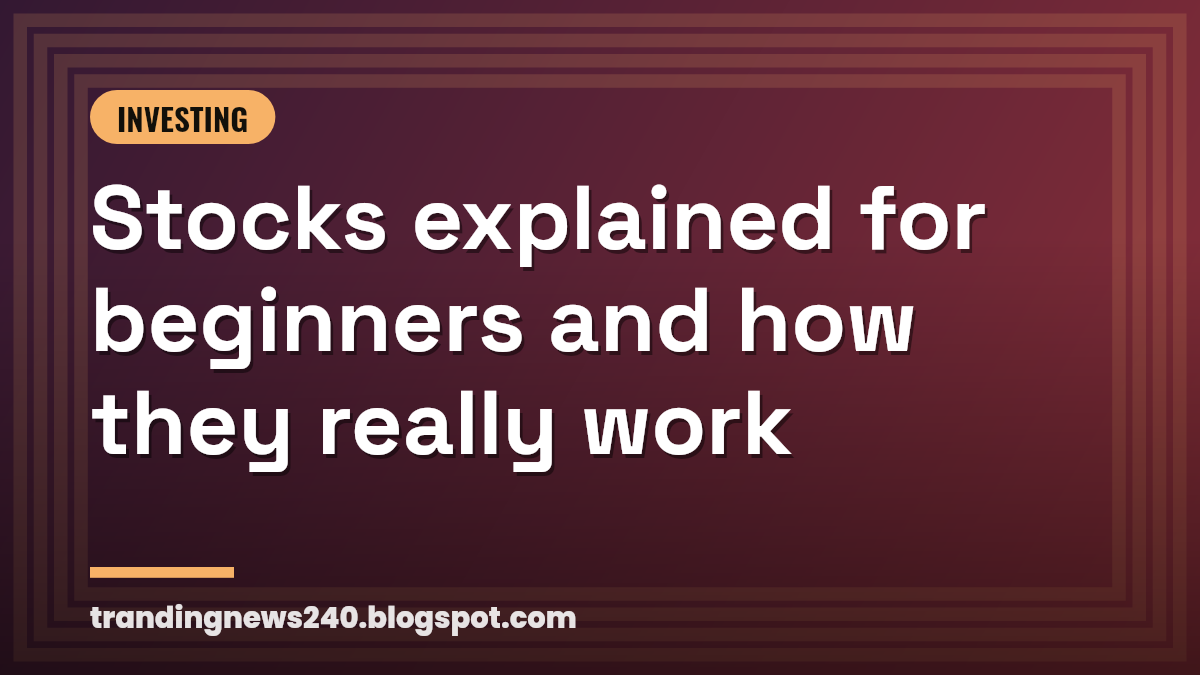 INVESTING
Stocks explained for
beginners and how
they really work
trandingnews240.blogspot.com